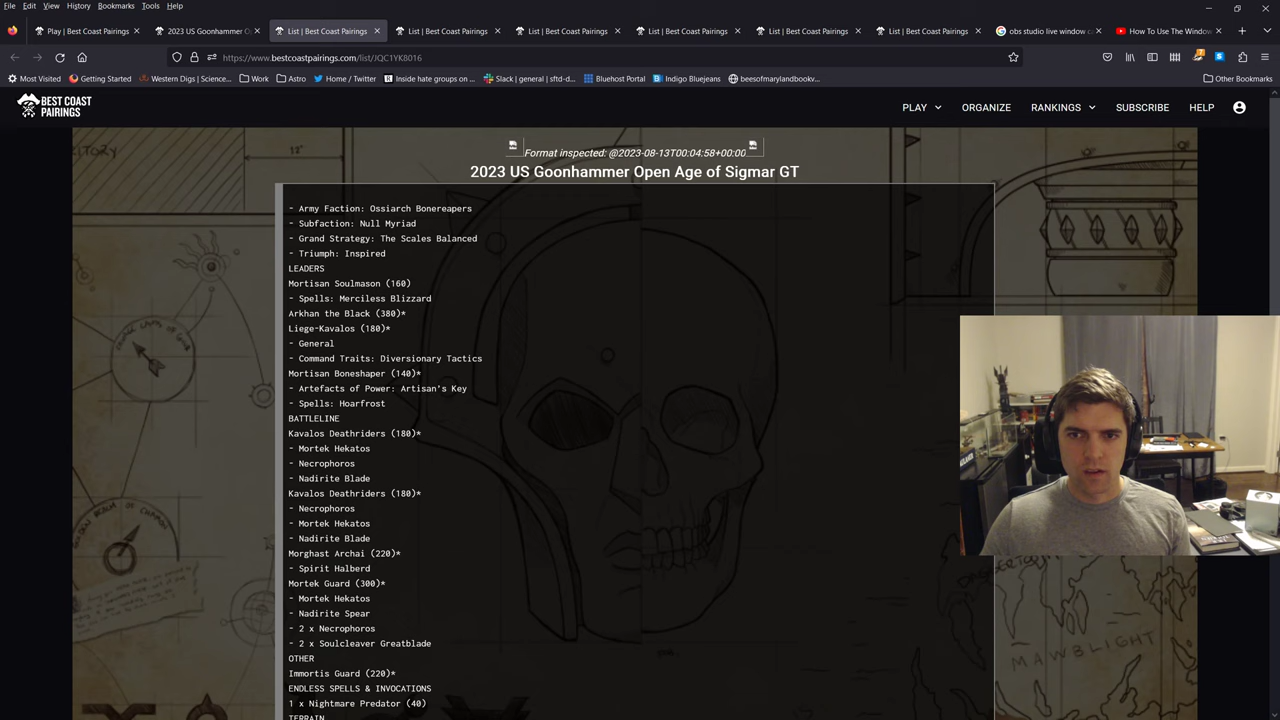 File Edit View History Bookmarks Tools Help
Play | Best Coast Pairings
2023 US Goonhammer O
List | Best Coast Pairings
List | Best Coast Pairings
List | Best Coast Pairings
List | Best Coast Pairings
List | Best Coast Pairings
List | Best Coast Pairings
obs studio live window c
How To Use The Window
https://www.bestcoastpairings.com/list/JQC1YK8016
Most Visited
Getting Started
Western Digs | Science...
Work
Astro
Home / Twitter
Inside hate groups on ...
Slack | general | sftd-d...
Bluehost Portal
Indigo Bluejeans
beesofmarylandbookv...
Other Bookmarks
BEST COAST
PAIRINGS
PLAY ORGANIZE RANKINGS SUBSCRIBE HELP
12"
Format inspected: @2023-08-13T00:04:58+00:00
2023 US Goonhammer Open Age of Sigmar GT
- Army Faction: Ossiarch Bonereapers
- Subfaction: Null Myriad
- Grand Strategy: The Scales Balanced
- Triumph: Inspired
LEADERS
Mortisan Soulmason (160)
- Spells: Merciless Blizzard
Arkhan the Black (380)*
Liege-Kavalos (180)*
- General
- Command Traits: Diversionary Tactics
Mortisan Boneshaper (140)*
- Artefacts of Power: Artisan's Key
- Spells: Hoarfrost
BATTLELINE
Kavalos Deathriders (180)*
- Mortek Hekatos
- Necrophoros
- Nadirite Blade
Kavalos Deathriders (180)*
- Necrophoros
- Mortek Hekatos
- Nadirite Blade
Morghast Archai (220)*
- Spirit Halberd
Mortek Guard (300)*
- Mortek Hekatos
- Nadirite Spear
- 2 x Necrophoros
- 2 x Soulcleaver Greatblade
OTHER
Immortis Guard (220)*
ENDLESS SPELLS & INVOCATIONS
1 x Nightmare Predator (40)
TERRAIN
MAWBLIGHT